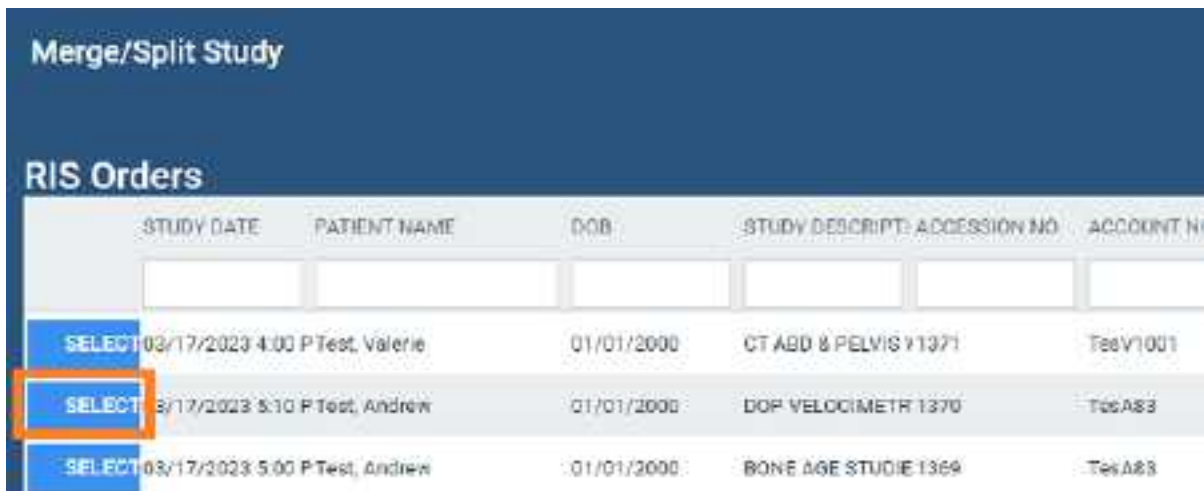 Merge/Split Study
RIS Orders
STUDY DATE PATIENT NAME DOB STUDY DESCRIPTI ACCESSION NO ACCOUNT N
SELECT 03/17/2023 4:00 P Test, Valerie 01/01/2000 CT ABD & PELVIS 1371 TesV1001
SELECT 3/17/2023 5:10 P Test, Andrew 01/01/2000 DOP VELOCIMETR 1370 TesA83
SELECT 03/17/2023 5:00 P Test, Andrew 01/01/2000 BONE AGE STUDIE 1369 TesA83